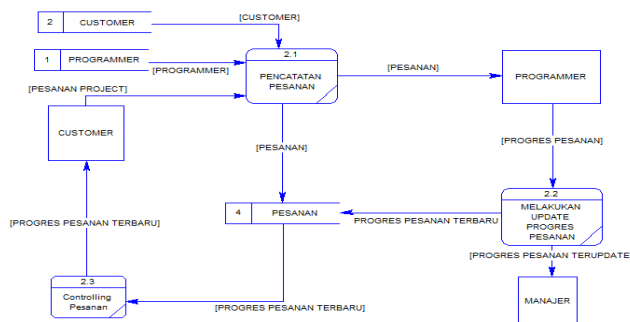 [CUSTOMER]
2 CUSTOMER
2.1
1 PROGRAMMER
[PROGRAMMER]
PENCATATAN
PESANAN
[PESANAN]
PROGRAMMER
[PESANAN PROJECT]
CUSTOMER
[PESANAN]
[PROGRES PESANAN]
2.2
MELAKUKAN
UPDATE
PROGRES
PESANAN
4 PESANAN
PROGRES PESANAN TERBARU
[PROGRES PESANAN TERBARU]
[PROGRES PESANAN TERUPDATE
2.3
Controlling
Pesanan
[PROGRES PESANAN TERBARU]
MANAJER